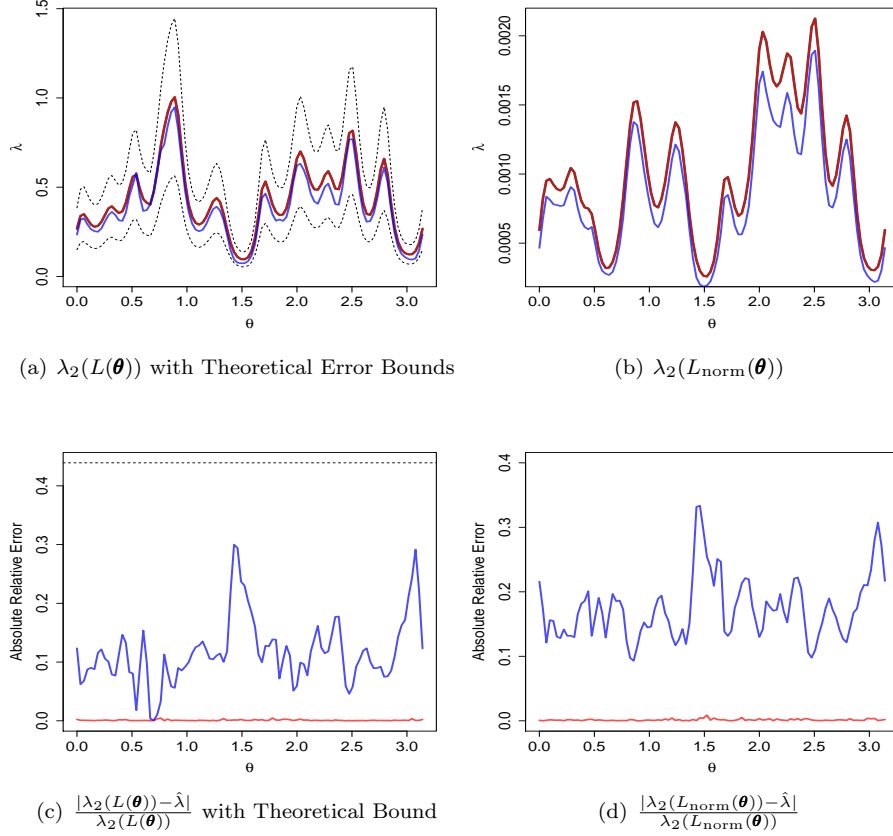 1.5
1.0
0.5
0.0
λ
0.0 0.5 1.0 1.5 2.0 2.5 3.0
θ
(a) λ₂(L(θ)) with Theoretical Error Bounds
0.0020
0.0015
0.0010
0.0005
λ
0.0 0.5 1.0 1.5 2.0 2.5 3.0
θ
(b) λ₂(L_norm(θ))
0.4
0.3
0.2
0.1
0.0
Absolute Relative Error
0.0 0.5 1.0 1.5 2.0 2.5 3.0
θ
(c) |λ₂(L(θ))−λ̂| / λ₂(L(θ)) with Theoretical Bound
0.4
0.3
0.2
0.1
0.0
Absolute Relative Error
0.0 0.5 1.0 1.5 2.0 2.5 3.0
θ
(d) |λ₂(L_norm(θ))−λ̂| / λ₂(L_norm(θ))